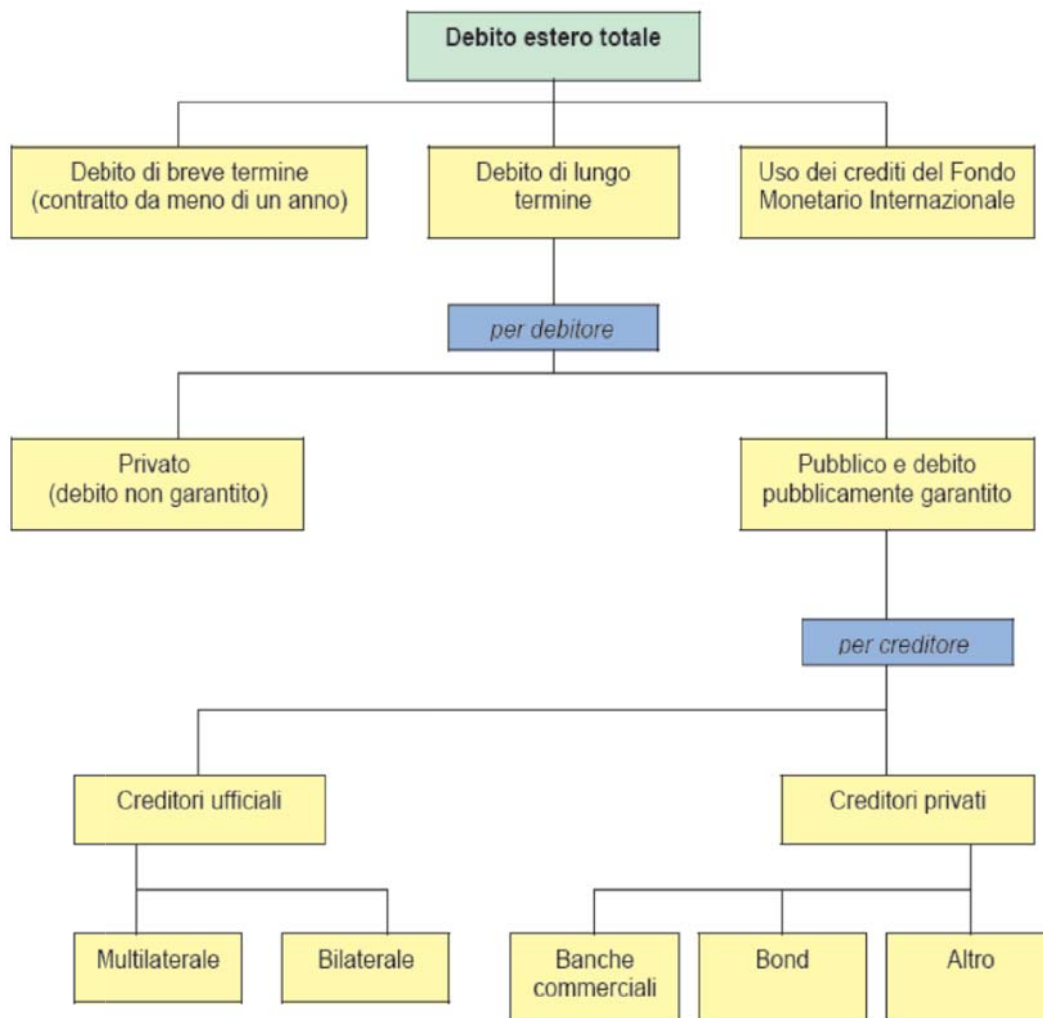 Debito estero totale
Debito di breve termine
(contratto da meno di un anno)
Debito di lungo
termine
Uso dei crediti del Fondo
Monetario Internazionale
per debitore
Privato
(debito non garantito)
Pubblico e debito
pubblicamente garantito
per creditore
Creditori ufficiali
Creditori privati
Multilaterale
Bilaterale
Banche
commerciali
Bond
Altro